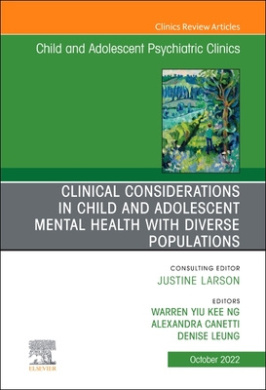 Clinics Review Articles
Child and Adolescent Psychiatric Clinics
CLINICAL CONSIDERATIONS
IN CHILD AND ADOLESCENT
MENTAL HEALTH WITH DIVERSE
POPULATIONS
CONSULTING EDITOR
JUSTINE LARSON
EDITORS
WARREN YIU KEE NG
ALEXANDRA CANETTI
DENISE LEUNG
ELSEVIER
October 2022